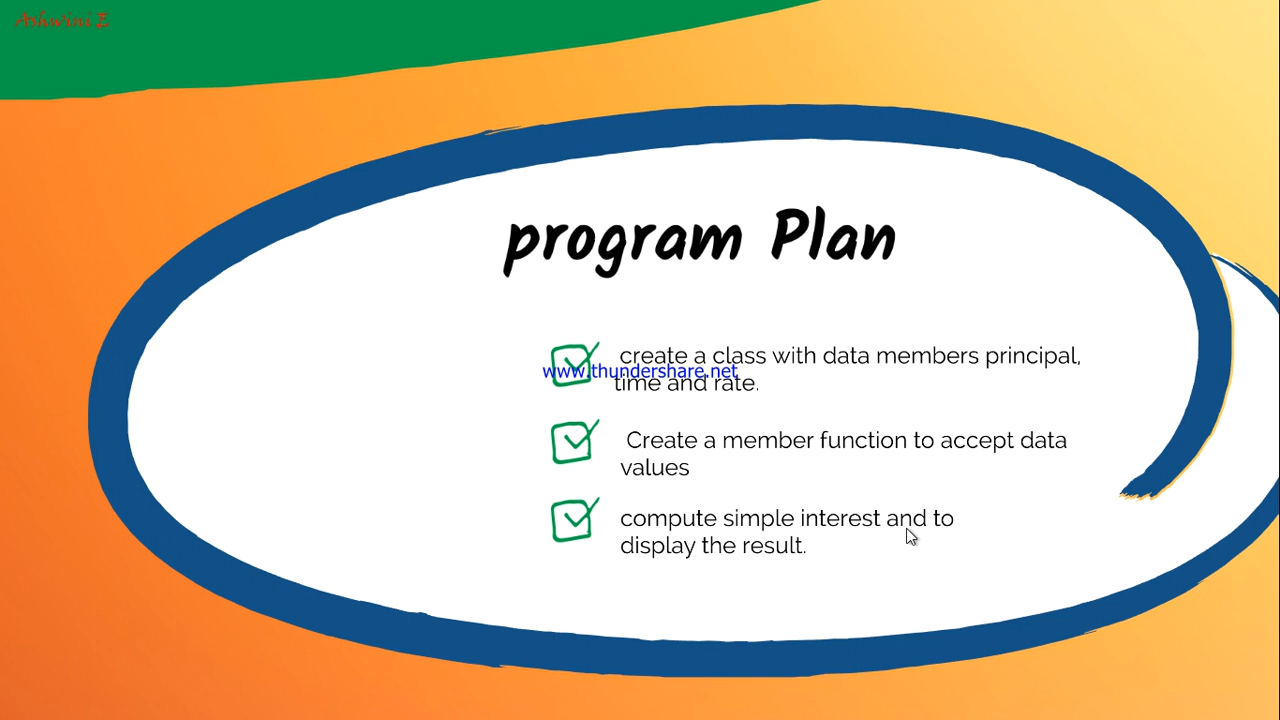 Ashwini E
program Plan
create a class with data members principal,
www.thundershare.net
time and rate.
Create a member function to accept data
values
compute simple interest and to
display the result.